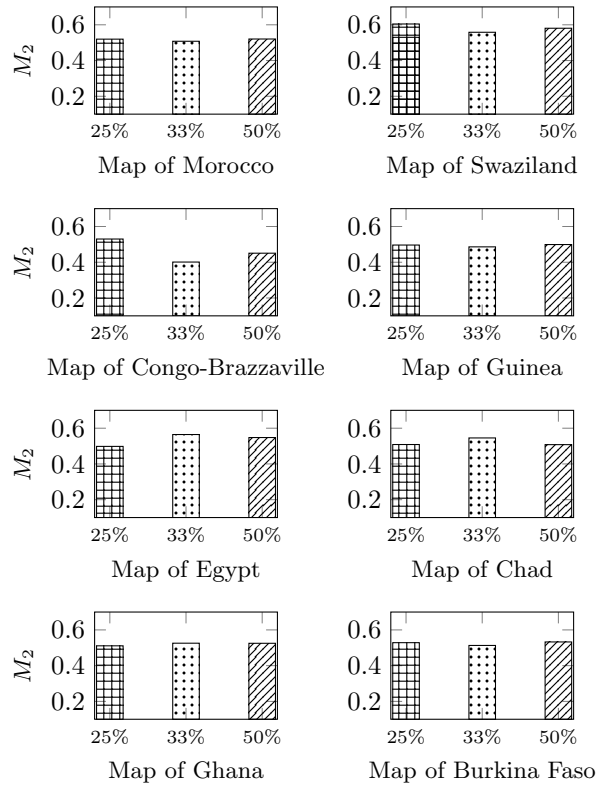 0.6 0.6
M₂ 0.4 0.4
0.2 0.2
25% 33% 50% 25% 33% 50%
Map of Morocco Map of Swaziland
0.6 0.6
M₂ 0.4 0.4
0.2 0.2
25% 33% 50% 25% 33% 50%
Map of Congo-Brazzaville Map of Guinea
0.6 0.6
M₂ 0.4 0.4
0.2 0.2
25% 33% 50% 25% 33% 50%
Map of Egypt Map of Chad
0.6 0.6
M₂ 0.4 0.4
0.2 0.2
25% 33% 50% 25% 33% 50%
Map of Ghana Map of Burkina Faso